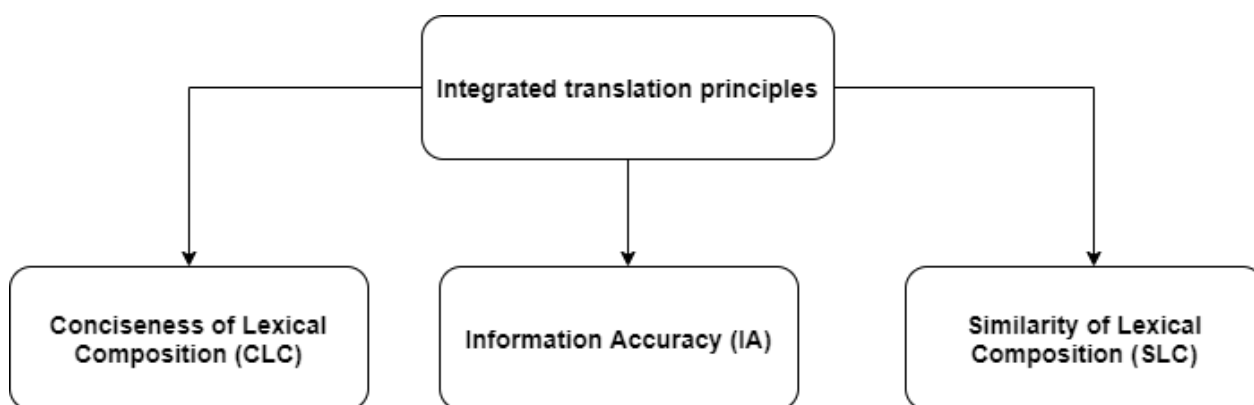 Integrated translation principles
Conciseness of Lexical
Composition (CLC)
Information Accuracy (IA)
Similarity of Lexical
Composition (SLC)